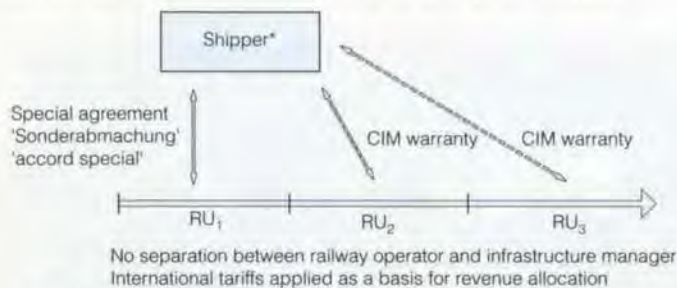 Shipper*
Special agreement
'Sonderabmachung'
'accord special'
CIM warranty
CIM warranty
RU₁
RU₂
RU₃
No separation between railway operator and infrastructure manager
International tariffs applied as a basis for revenue allocation